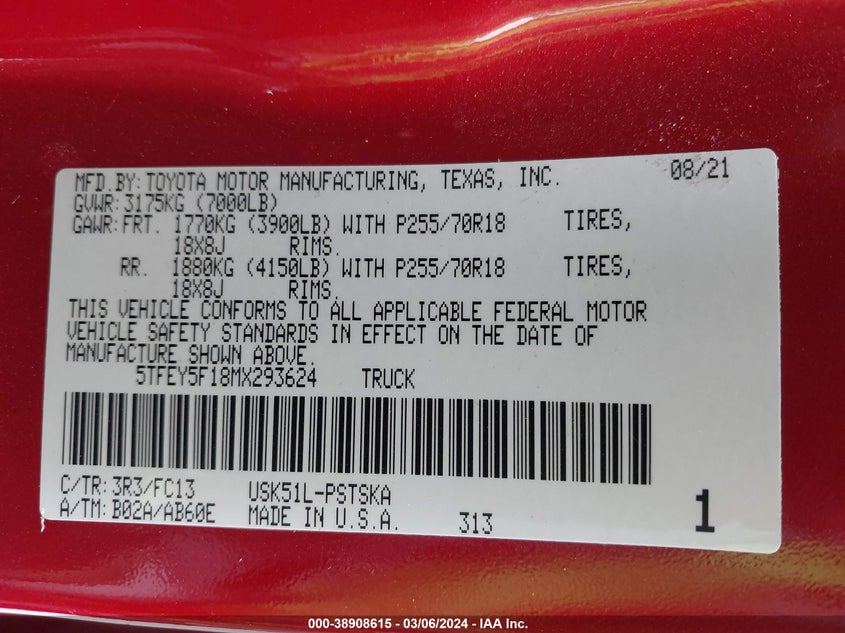 MFD.BY: TOYOTA MOTOR MANUFACTURING, TEXAS, INC. 08/21
GVWR: 3175KG (7000LB)
GAWR: FRT. 1770KG (3900LB) WITH P255/70R18 TIRES,
18X8J RIMS.
RR. 1880KG (4150LB) WITH P255/70R18 TIRES,
18X8J RIMS.
THIS VEHICLE CONFORMS TO ALL APPLICABLE FEDERAL MOTOR
VEHICLE SAFETY STANDARDS IN EFFECT ON THE DATE OF
MANUFACTURE SHOWN ABOVE.
5TFEY5F18MX293624 TRUCK
C/TR: 3R3/FC13 USK51L-PSTSKA
A/TM: B02A/AB60E MADE IN U.S.A. 313 1
000-38908615 - 03/06/2024 - IAA Inc.